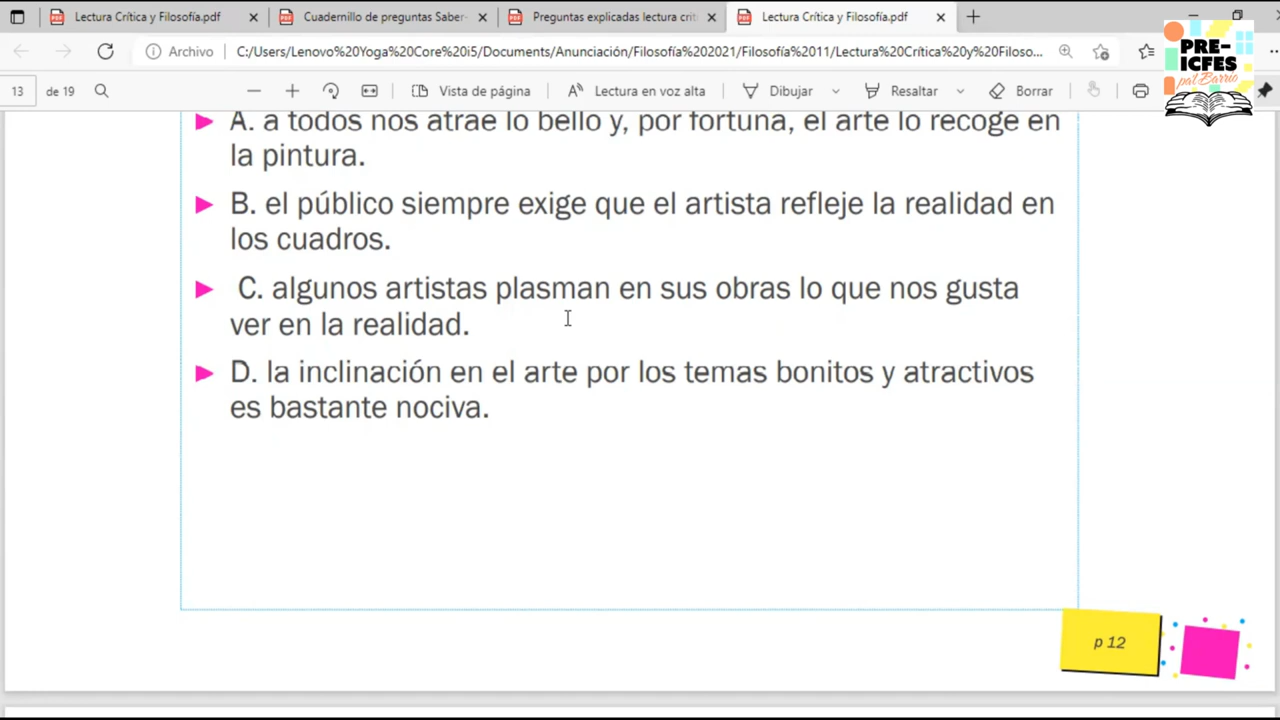 Lectura Crítica y Filosofía.pdf
Cuadernillo de preguntas Saber-
Preguntas explicadas lectura crit
Lectura Crítica y Filosofía.pdf
Archivo
C:/Users/Lenovo%20Yoga%20Core%20i5/Documents/Anunciación/Filosofía%202021/Filosofía%2011/Lectura%20Crítica%20y%20Filoso...
PRE-
ICFES
pa'l Barrio
13 de 19
Vista de página
Lectura en voz alta
Dibujar
Resaltar
Borrar
A. a todos nos atrae lo bello y, por fortuna, el arte lo recoge en
la pintura.
B. el público siempre exige que el artista refleje la realidad en
los cuadros.
C. algunos artistas plasman en sus obras lo que nos gusta
ver en la realidad.
D. la inclinación en el arte por los temas bonitos y atractivos
es bastante nociva.
p 12